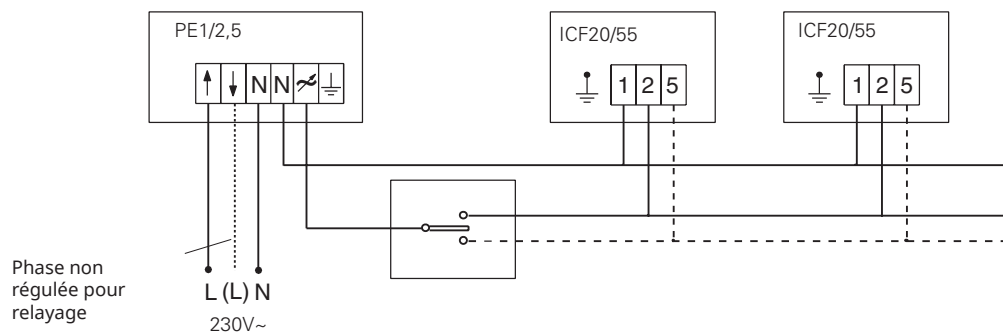 PE1/2,5
ICF20/55
ICF20/55
N N
1 2 5
1 2 5
Phase non
régulée pour
relayage
L (L) N
230V~